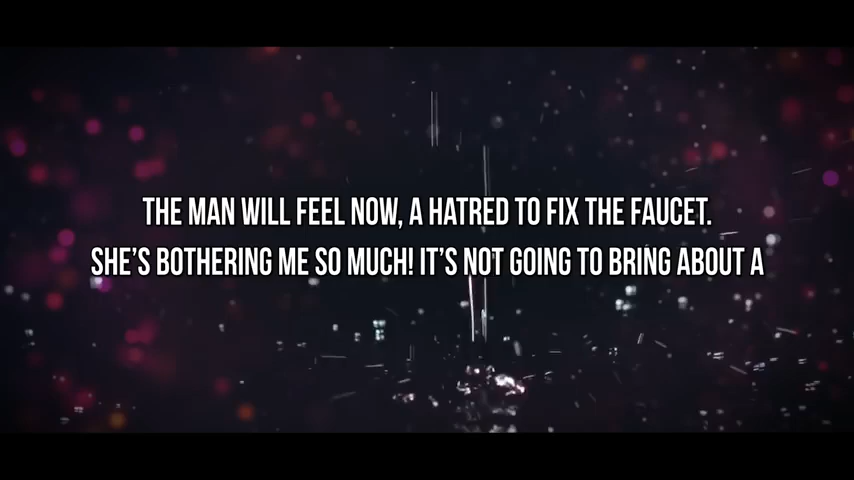 THE MAN WILL FEEL NOW, A HATRED TO FIX THE FAUCET.
SHE'S BOTHERING ME SO MUCH! IT'S NOT GOING TO BRING ABOUT A